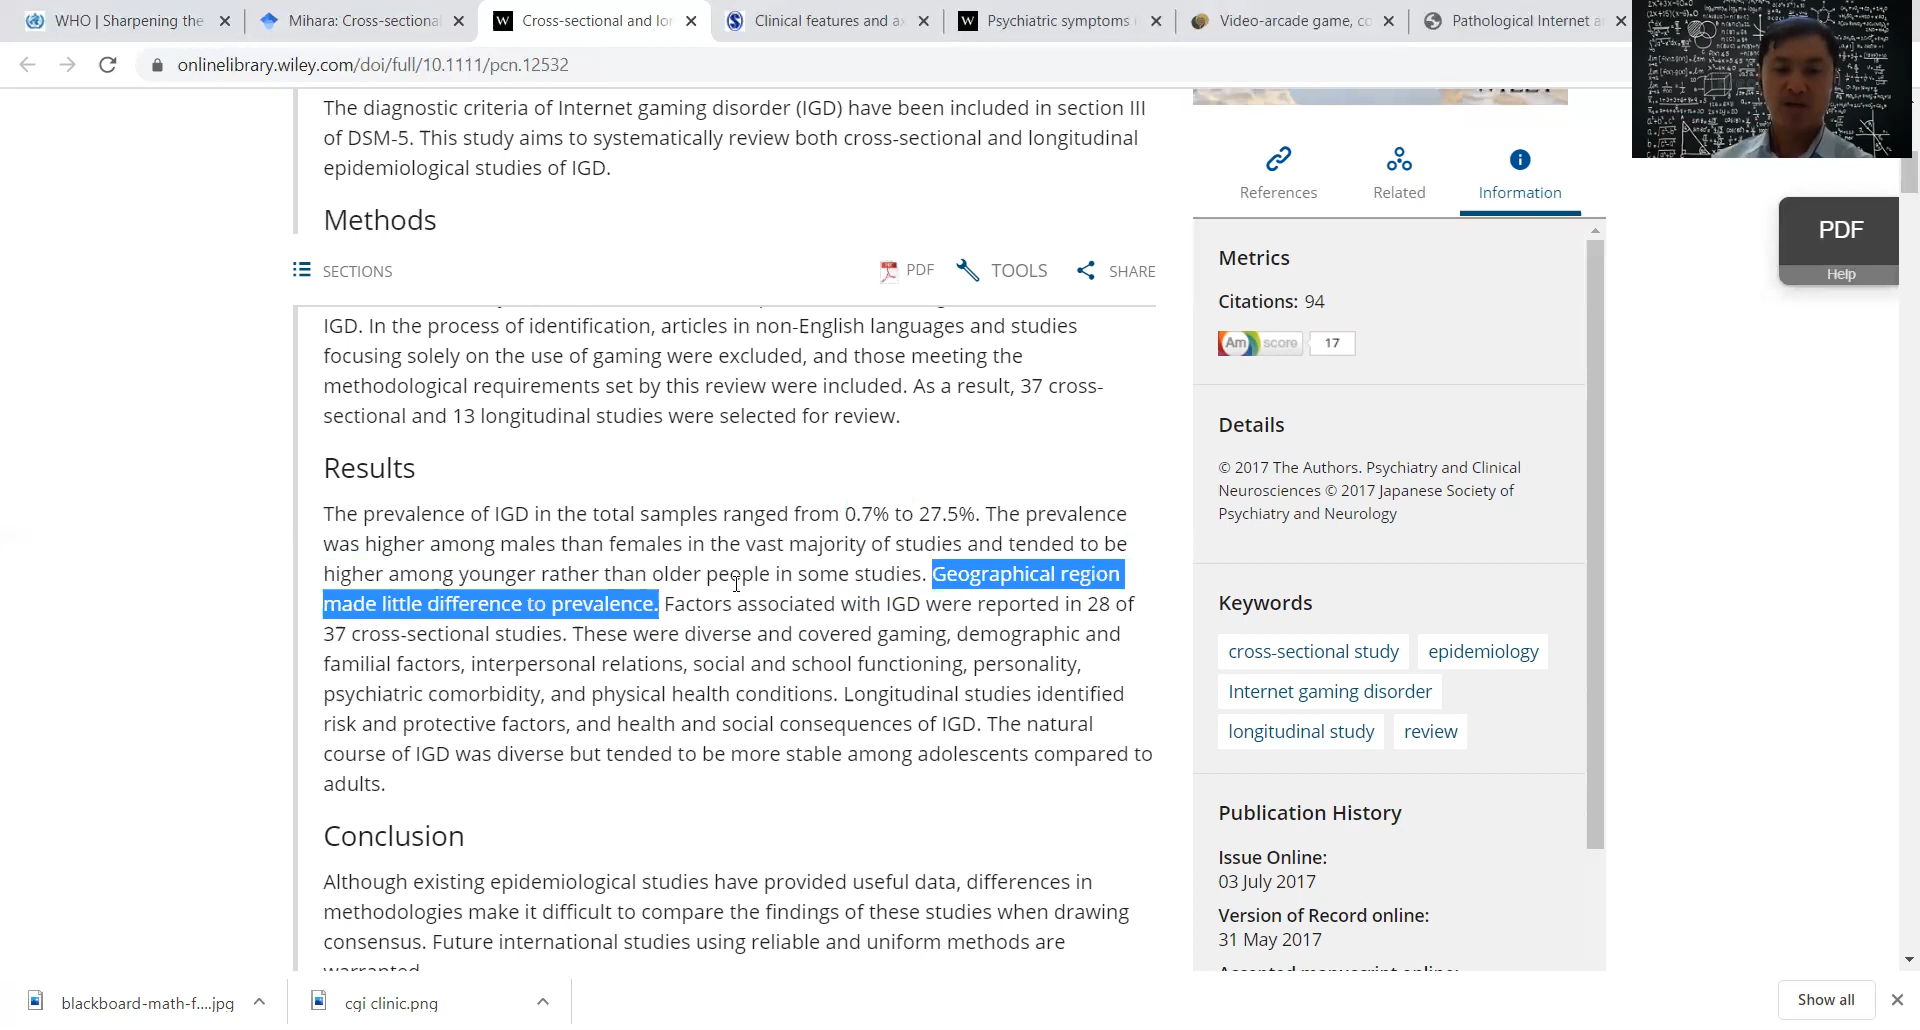 WHO | Sharpening the
Mihara: Cross-sectional
Cross-sectional and lo
Clinical features and a
Psychiatric symptoms
Video-arcade game, co
Pathological Internet a
onlinelibrary.wiley.com/doi/full/10.1111/pcn.12532
The diagnostic criteria of Internet gaming disorder (IGD) have been included in section III
of DSM-5. This study aims to systematically review both cross-sectional and longitudinal
epidemiological studies of IGD.
Methods
SECTIONS
PDF
TOOLS
SHARE
IGD. In the process of identification, articles in non-English languages and studies
focusing solely on the use of gaming were excluded, and those meeting the
methodological requirements set by this review were included. As a result, 37 cross-
sectional and 13 longitudinal studies were selected for review.
Results
The prevalence of IGD in the total samples ranged from 0.7% to 27.5%. The prevalence
was higher among males than females in the vast majority of studies and tended to be
higher among younger rather than older people in some studies. Geographical region
made little difference to prevalence. Factors associated with IGD were reported in 28 of
37 cross-sectional studies. These were diverse and covered gaming, demographic and
familial factors, interpersonal relations, social and school functioning, personality,
psychiatric comorbidity, and physical health conditions. Longitudinal studies identified
risk and protective factors, and health and social consequences of IGD. The natural
course of IGD was diverse but tended to be more stable among adolescents compared to
adults.
Conclusion
Although existing epidemiological studies have provided useful data, differences in
methodologies make it difficult to compare the findings of these studies when drawing
consensus. Future international studies using reliable and uniform methods are
References
Related
Information
Metrics
Citations: 94
Am score 17
Details
© 2017 The Authors. Psychiatry and Clinical
Neurosciences © 2017 Japanese Society of
Psychiatry and Neurology
Keywords
cross-sectional study
epidemiology
Internet gaming disorder
longitudinal study
review
Publication History
Issue Online:
03 July 2017
Version of Record online:
31 May 2017
PDF
Help
blackboard-math-f....jpg
cgi clinic.png
Show all